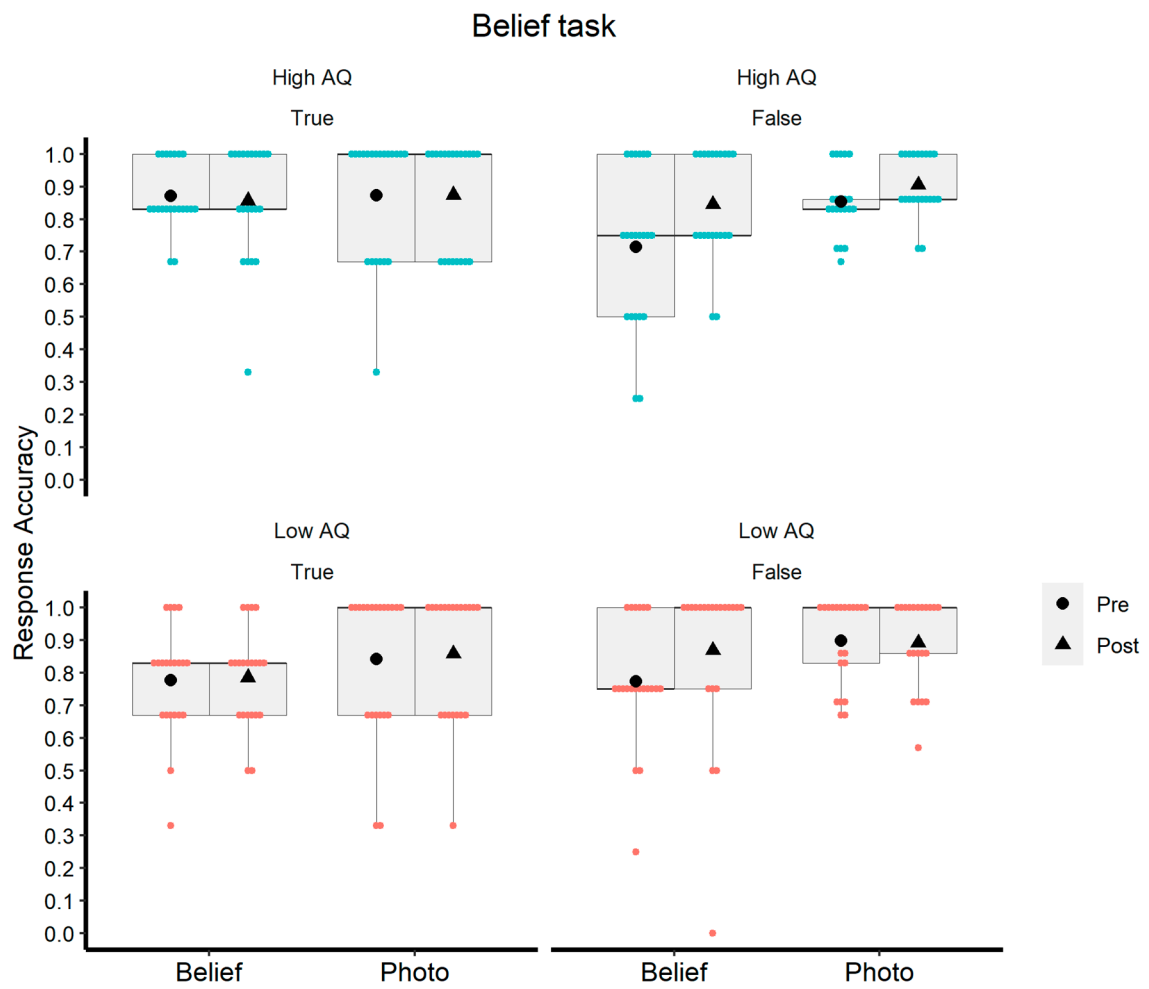 Belief task
High AQ
True
High AQ
False
1.0
0.9
0.8
0.7
0.6
0.5
0.4
0.3
0.2
0.1
0.0
Response Accuracy
Low AQ
True
Low AQ
False
1.0
0.9
0.8
0.7
0.6
0.5
0.4
0.3
0.2
0.1
0.0
Belief
Photo
Belief
Photo
Pre
Post